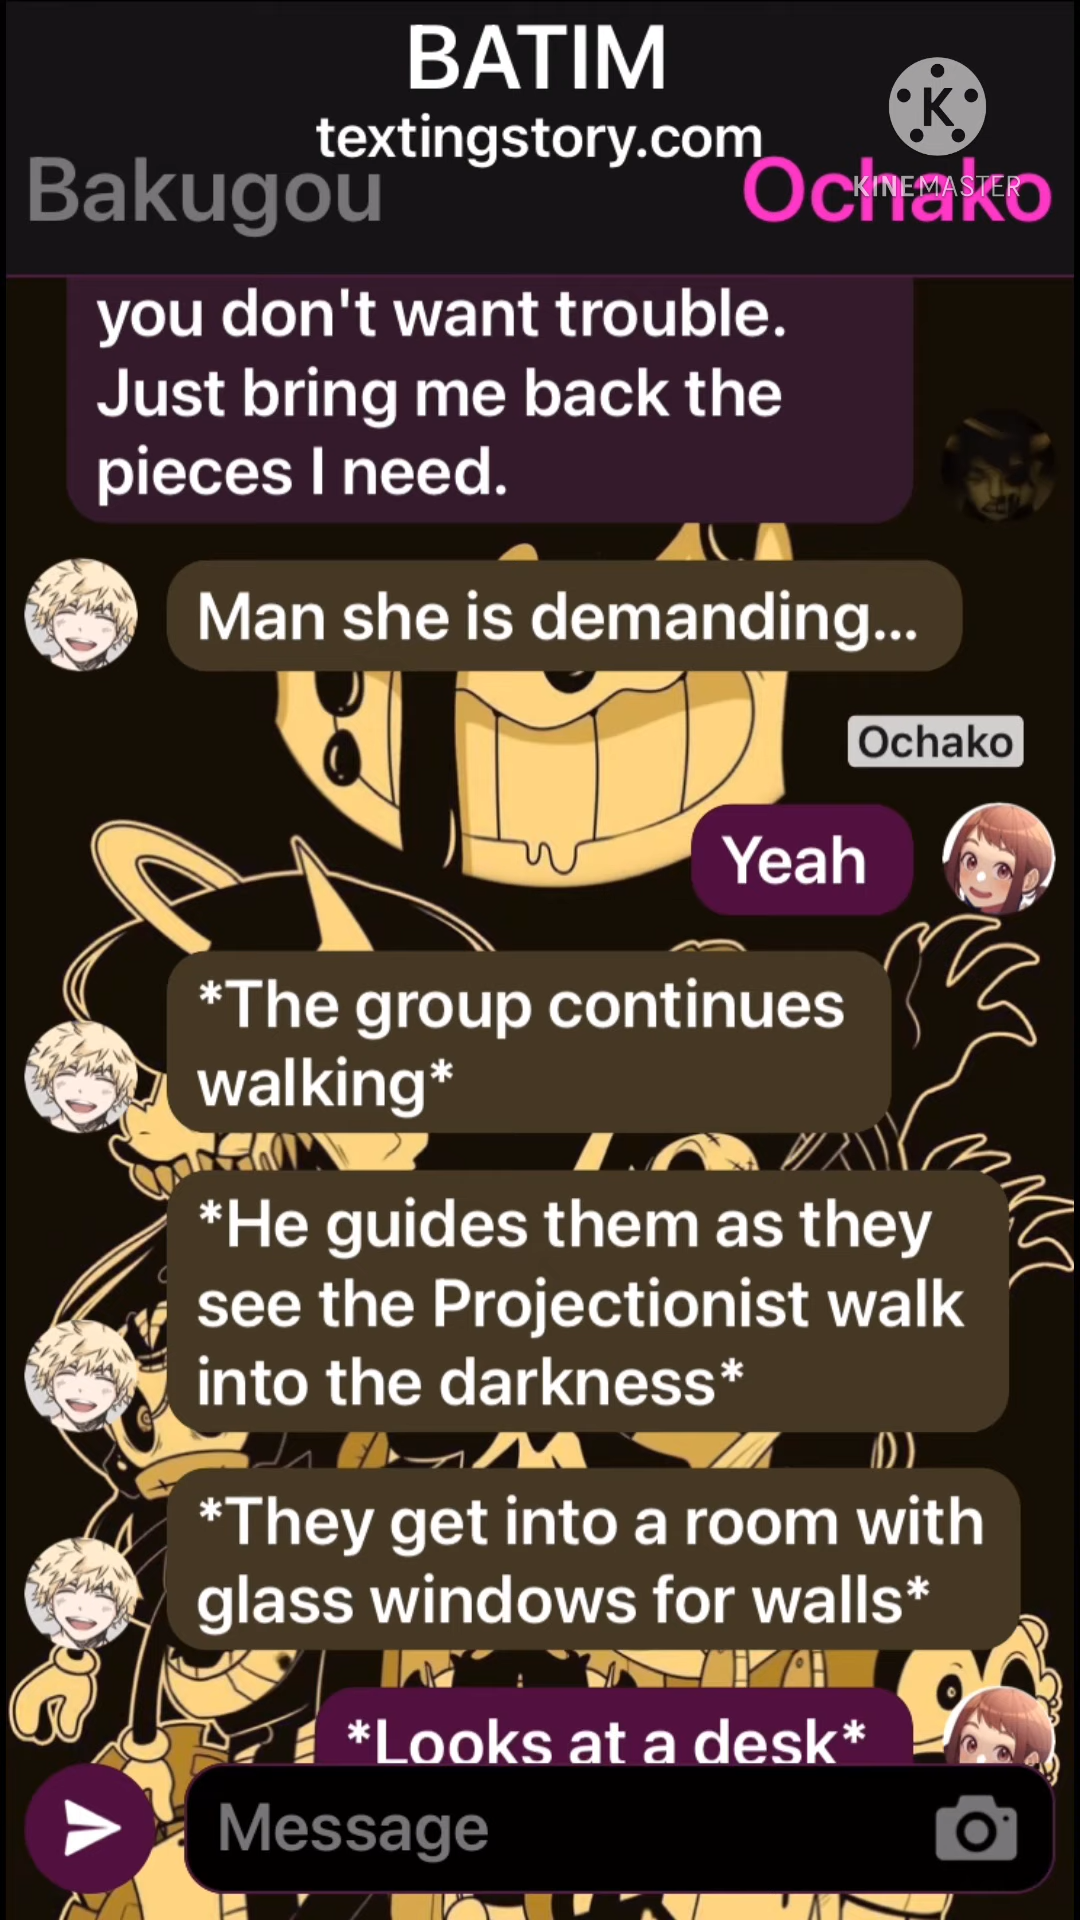 BATIM
textingstory.com
K
KINEMASTER
Bakugou
Ochako
you don't want trouble.
Just bring me back the
pieces I need.
Man she is demanding...
Ochako
Yeah
*The group continues
walking*
*He guides them as they
see the Projectionist walk
into the darkness*
*They get into a room with
glass windows for walls*
*Looks at a desk*
Message